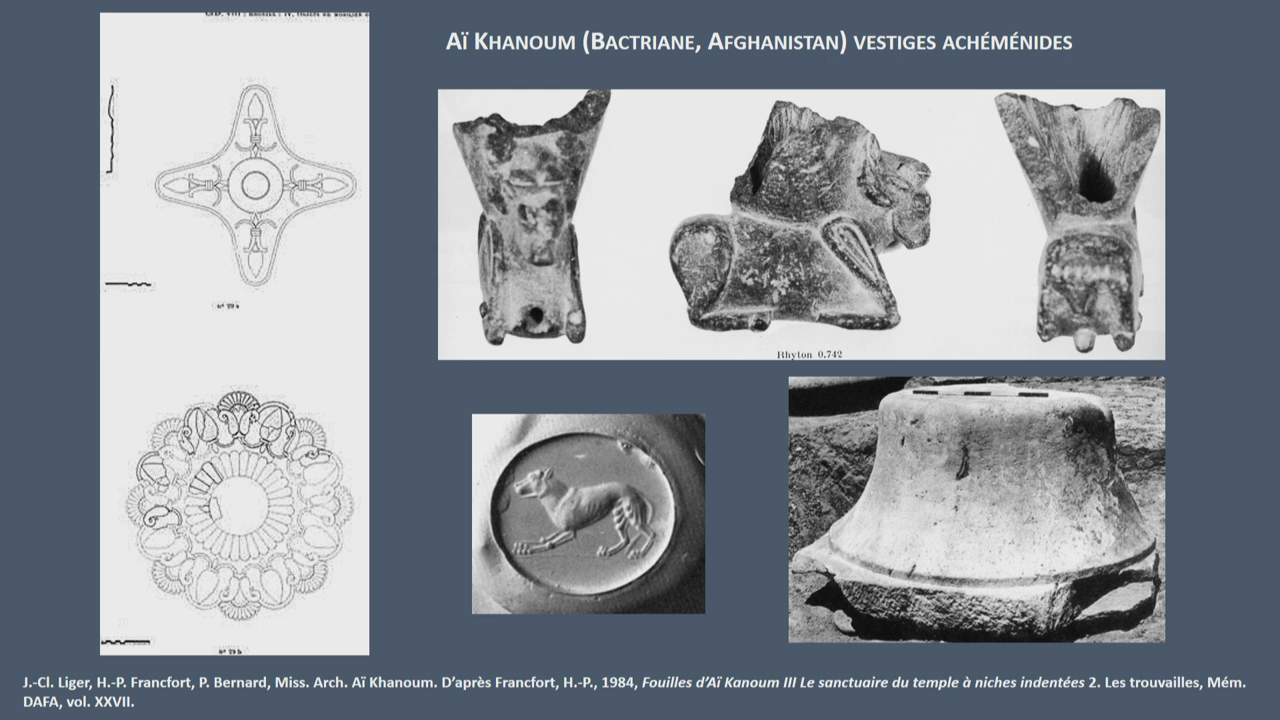 AÏ KHANOUM (BACTRIANE, AFGHANISTAN) VESTIGES ACHÉMÉNIDES
Rhyton 0.742
J.-Cl. Liger, H.-P. Francfort, P. Bernard, Miss. Arch. Aï Khanoum. D’après Francfort, H.-P., 1984, Fouilles d’Aï Kanoum III Le sanctuaire du temple à niches indentées 2. Les trouvailles, Mém.
DAFA, vol. XXVII.